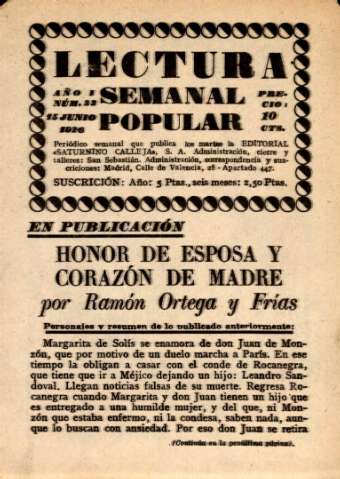 LECTURA
AÑO I SEMANAL PRE-
NÚM. 22 CIO:
15 JUNIO POPULAR 10
1926 CTS.
Periódico semanal que publica los martes la EDITORIAL
«SATURNINO CALLEJA», S. A. Administración, cierre y
talleres: San Sebastián. Administración, correspondencia y sus-
criciones: Madrid, Calle de Valencia, 28 - Apartado 447.
SUSCRICIÓN: Año: 5 Ptas., seis meses: 2,50 Ptas.
EN PUBLICACIÓN
HONOR DE ESPOSA Y
CORAZÓN DE MADRE
por Ramón Ortega y Frías
Personajes y resumen de lo publicado anteriormente:
Margarita de Solís se enamora de don Juan de Mon-
zón, que por motivo de un duelo marcha a París. En ese
tiempo la obligan a casar con el conde de Rocanegra,
que tiene que ir a Méjico dejando un hijo: Leandro San-
doval. Llegan noticias falsas de su muerte. Regresa Ro-
canegra cuando Margarita y don Juan tienen un hijo que
es entregado a una humilde mujer, y del que, ni Mon-
zón que estaba enfermo, ni la condesa, saben nada, aun-
que lo buscan con ansiedad. Por eso don Juan se retira
(Continúa en la penúltima página.)